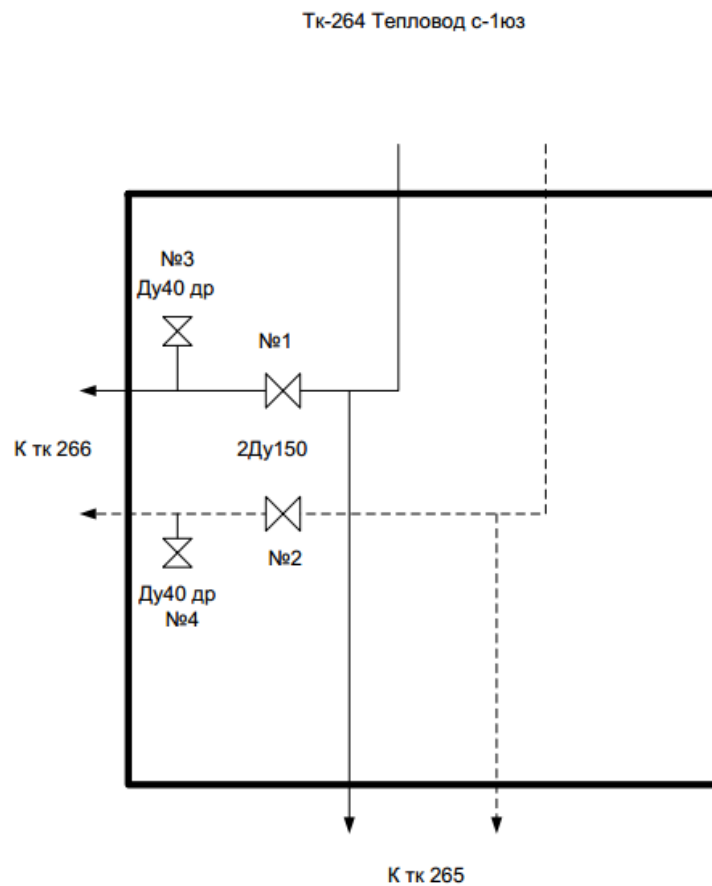 Тк-264 Тепловод с-1юз
№3
Ду40 др
№1
К тк 266
2Ду150
№2
Ду40 др
№4
К тк 265